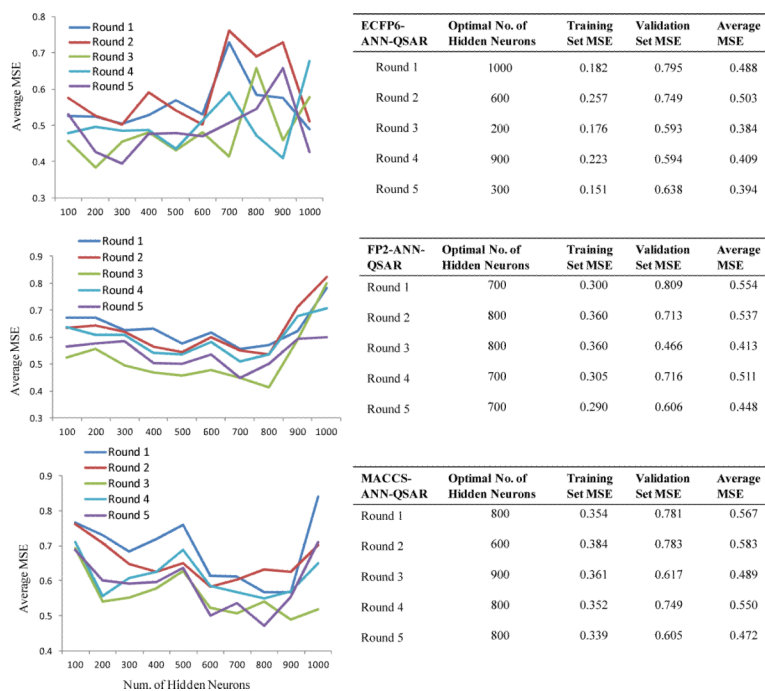 0.8
0.7
0.6
0.5
0.4
0.3
Average MSE
Round 1
Round 2
Round 3
Round 4
Round 5
100 200 300 400 500 600 700 800 900 1000
ECFP6-ANN-QSAR Optimal No. of Hidden Neurons Training Set MSE Validation Set MSE Average MSE
Round 1 1000 0.182 0.795 0.488
Round 2 600 0.257 0.749 0.503
Round 3 200 0.176 0.593 0.384
Round 4 900 0.223 0.594 0.409
Round 5 300 0.151 0.638 0.394
0.9
0.8
0.7
0.6
0.5
0.4
0.3
Average MSE
Round 1
Round 2
Round 3
Round 4
Round 5
100 200 300 400 500 600 700 800 900 1000
FP2-ANN-QSAR Optimal No. of Hidden Neurons Training Set MSE Validation Set MSE Average MSE
Round 1 700 0.300 0.809 0.554
Round 2 800 0.360 0.713 0.537
Round 3 800 0.360 0.466 0.413
Round 4 700 0.305 0.716 0.511
Round 5 700 0.290 0.606 0.448
0.9
0.8
0.7
0.6
0.5
0.4
0.3
Average MSE
Round 1
Round 2
Round 3
Round 4
Round 5
100 200 300 400 500 600 700 800 900 1000
Num. of Hidden Neurons
MACCS-ANN-QSAR Optimal No. of Hidden Neurons Training Set MSE Validation Set MSE Average MSE
Round 1 800 0.354 0.781 0.567
Round 2 600 0.384 0.783 0.583
Round 3 900 0.361 0.617 0.489
Round 4 800 0.352 0.749 0.550
Round 5 800 0.339 0.605 0.472